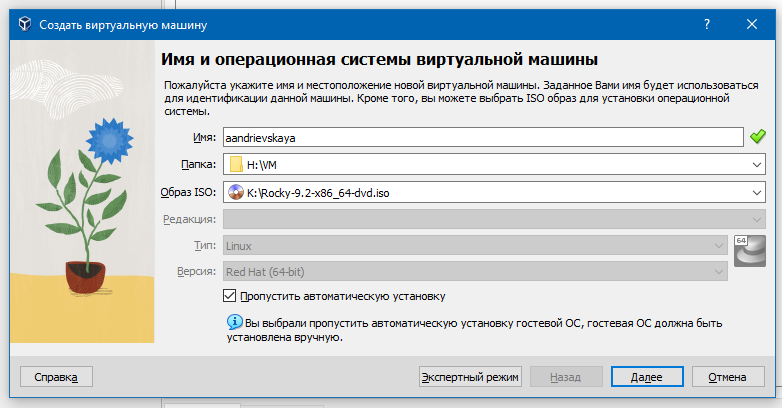 Создать виртуальную машину
Имя и операционная системы виртуальной машины
Пожалуйста укажите имя и местоположение новой виртуальной машины. Заданное Вами имя будет использоваться
для идентификации данной машины. Кроме того, вы можете выбрать ISO образ для установки операционной
системы.
Имя: aandrievskaya
Папка: H:\VM
Образ ISO: K:\Rocky-9.2-x86_64-dvd.iso
Редакция:
Тип: Linux
64
Версия: Red Hat (64-bit)
Пропустить автоматическую установку
Вы выбрали пропустить автоматическую установку гостевой ОС, гостевая ОС должна быть
установлена вручную.
Справка Экспертный режим Назад Далее Отмена